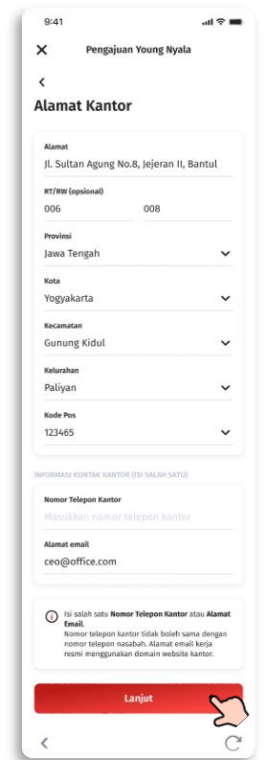 9:41
Pengajuan Young Nyala
Alamat Kantor
Alamat
Jl. Sultan Agung No.8, Jejeran II, Bantul
RT/RW (opsional)
006 008
Provinsi
Jawa Tengah
Kota
Yogyakarta
Kecamatan
Gunung Kidul
Kelurahan
Paliyan
Kode Pos
123465
INFORMASI KONTAK KANTOR (ISI SALAH SATU)
Nomor Telepon Kantor
Masukkan nomor telepon kantor
Alamat email
ceo@office.com
Isi salah satu Nomor Telepon Kantor atau Alamat
Email.
Nomor telepon kantor tidak boleh sama dengan
nomor telepon nasabah. Alamat email kerja
resmi menggunakan domain website kantor.
Lanjut